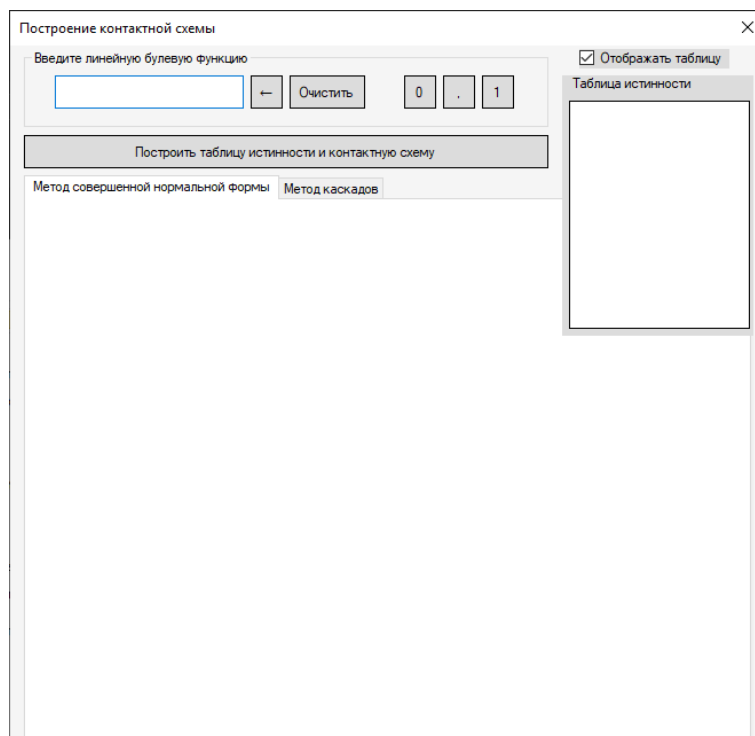 Построение контактной схемы
Введите линейную булевую функцию
← Очистить 0 . 1
Отображать таблицу
Таблица истинности
Построить таблицу истинности и контактную схему
Метод совершенной нормальной формы
Метод каскадов